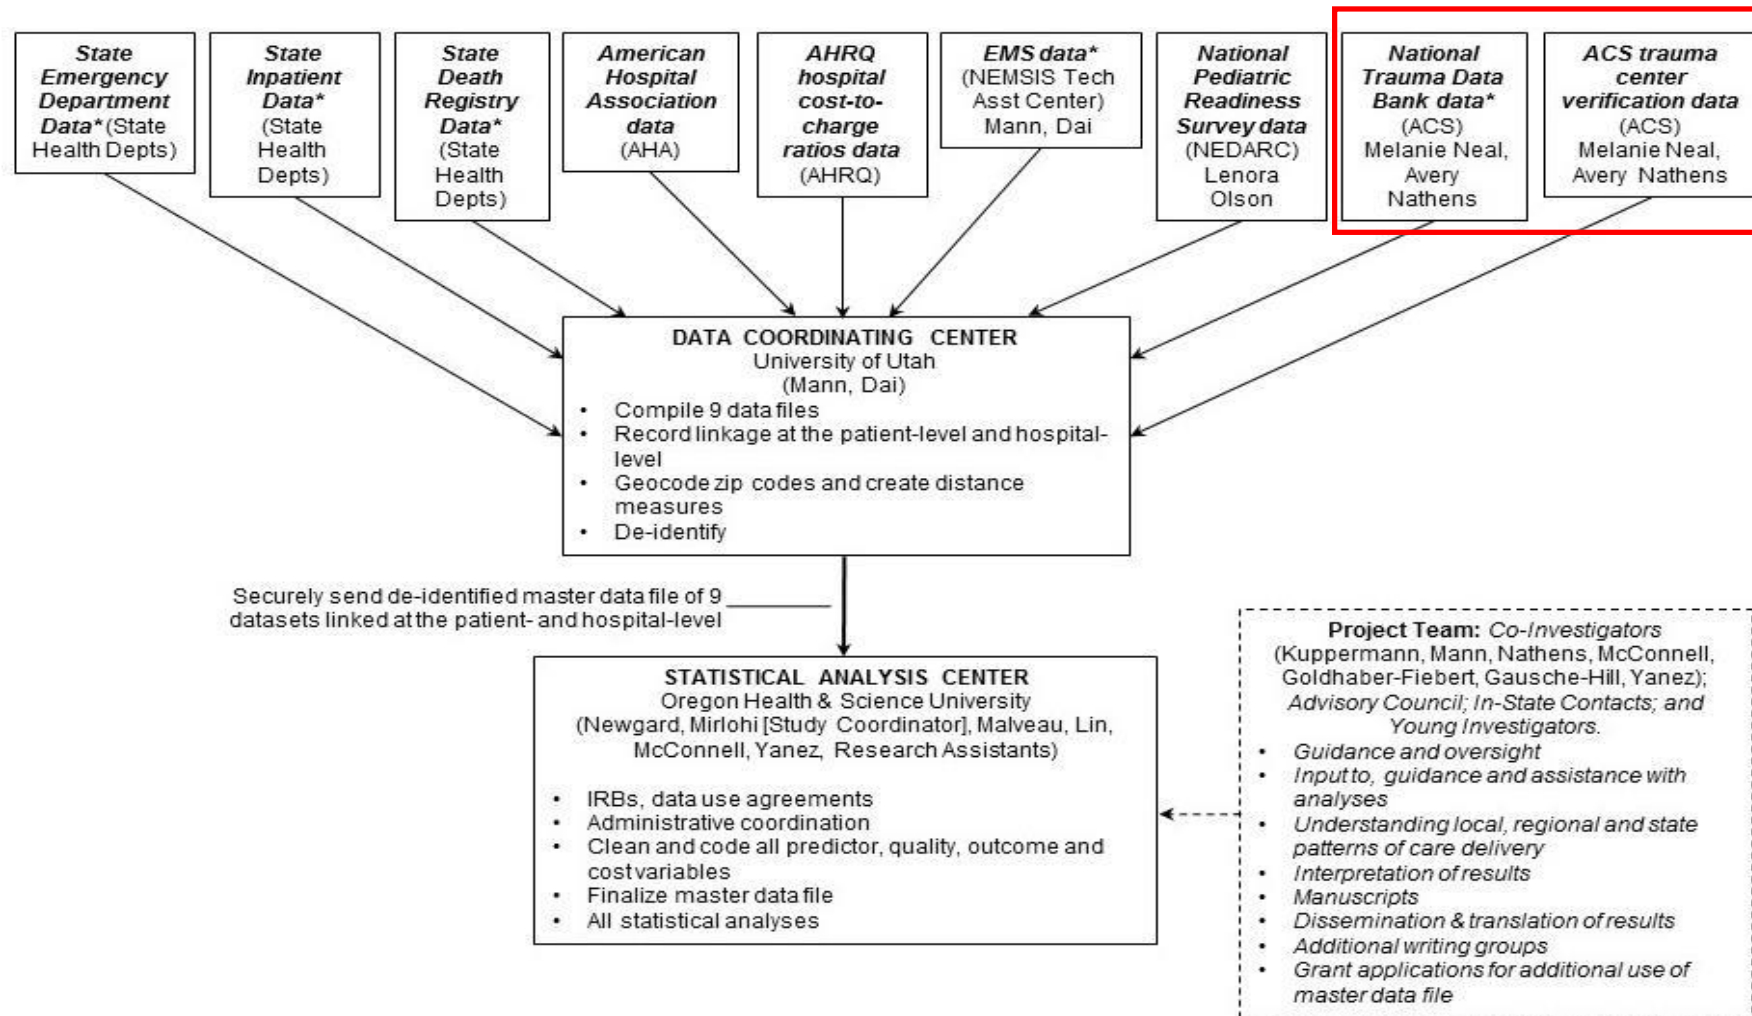 State
Emergency
Department
Data* (State
Health Depts)
State
Inpatient
Data*
(State
Health
Depts)
State
Death
Registry
Data*
(State
Health
Depts)
American
Hospital
Association
data
(AHA)
AHRQ
hospital
cost-to-
charge
ratios data
(AHRQ)
EMS data*
(NEMSIS Tech
Asst Center)
Mann, Dai
National
Pediatric
Readiness
Survey data
(NEDARC)
Lenora
Olson
National
Trauma Data
Bank data*
(ACS)
Melanie Neal,
Avery
Nathens
ACS trauma
center
verification data
(ACS)
Melanie Neal,
Avery Nathens
DATA COORDINATING CENTER
University of Utah
(Mann, Dai)
• Compile 9 data files
• Record linkage at the patient-level and hospital-
level
• Geocode zip codes and create distance
measures
• De-identify
Securely send de-identified master data file of 9
datasets linked at the patient- and hospital-level
STATISTICAL ANALYSIS CENTER
Oregon Health & Science University
(Newgard, Mirlohi [Study Coordinator], Malveau, Lin,
McConnell, Yanez, Research Assistants)
• IRBs, data use agreements
• Administrative coordination
• Clean and code all predictor, quality, outcome and
cost variables
• Finalize master data file
• All statistical analyses
Project Team: Co-Investigators
(Kuppermann, Mann, Nathens, McConnell,
Goldhaber-Fiebert, Gausche-Hill, Yanez);
Advisory Council; In-State Contacts; and
Young Investigators.
• Guidance and oversight
• Input to, guidance and assistance with
analyses
• Understanding local, regional and state
patterns of care delivery
• Interpretation of results
• Manuscripts
• Dissemination & translation of results
• Additional writing groups
• Grant applications for additional use of
master data file